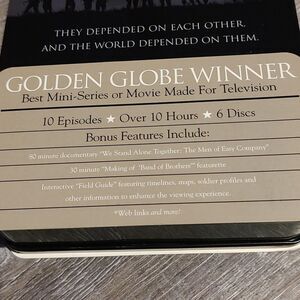 THEY DEPENDED ON EACH OTHER.
AND THE WORLD DEPENDED ON THEM.
GOLDEN GLOBE WINNER
Best Mini-Series or Movie Made For Television
10 Episodes ★ Over 10 Hours ★ 6 Discs
Bonus Features Include:
80 minute documentary "We Stand Alone Together: The Men of Easy Company"
30 minute "Making of 'Band of Brothers'" featurette
Interactive "Field Guide" featuring timelines, maps, soldier profiles and
other information to enhance the viewing experience.
*Web links and more!